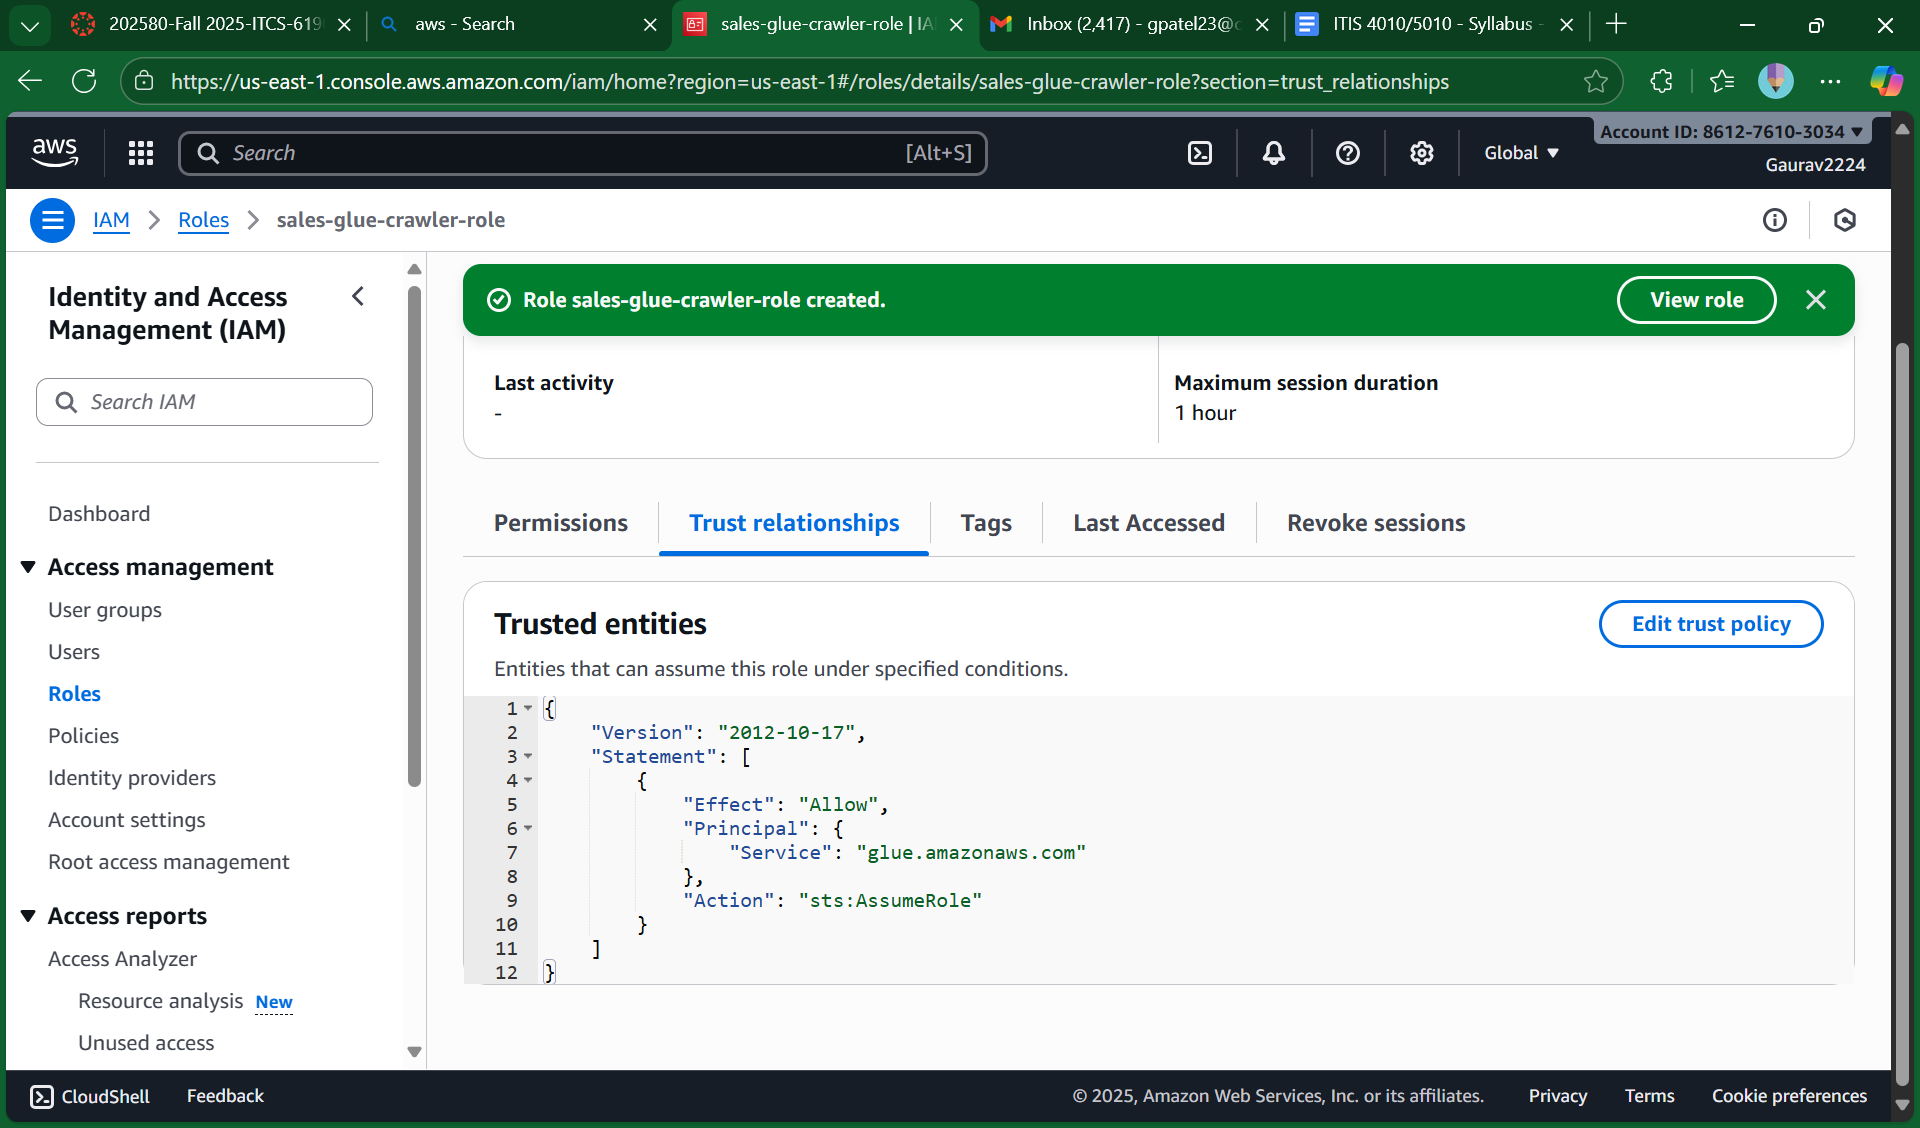 202580-Fall 2025-ITCS-619
aws - Search
sales-glue-crawler-role | IA
Inbox (2,417) - gpatel23@c
ITIS 4010/5010 - Syllabus -
https://us-east-1.console.aws.amazon.com/iam/home?region=us-east-1#/roles/details/sales-glue-crawler-role?section=trust_relationships
aws
Search
[Alt+S]
Global
Account ID: 8612-7610-3034
Gaurav2224
IAM
Roles
sales-glue-crawler-role
Identity and Access
Management (IAM)
Search IAM
Dashboard
Access management
User groups
Users
Roles
Policies
Identity providers
Account settings
Root access management
Access reports
Access Analyzer
Resource analysis New
Unused access
Role sales-glue-crawler-role created.
View role
Last activity
-
Maximum session duration
1 hour
Permissions
Trust relationships
Tags
Last Accessed
Revoke sessions
Trusted entities
Edit trust policy
Entities that can assume this role under specified conditions.
1 {
2 "Version": "2012-10-17",
3 "Statement": [
4 {
5 "Effect": "Allow",
6 "Principal": {
7 "Service": "glue.amazonaws.com"
8 },
9 "Action": "sts:AssumeRole"
10 }
11 ]
12 }
CloudShell
Feedback
© 2025, Amazon Web Services, Inc. or its affiliates.
Privacy
Terms
Cookie preferences